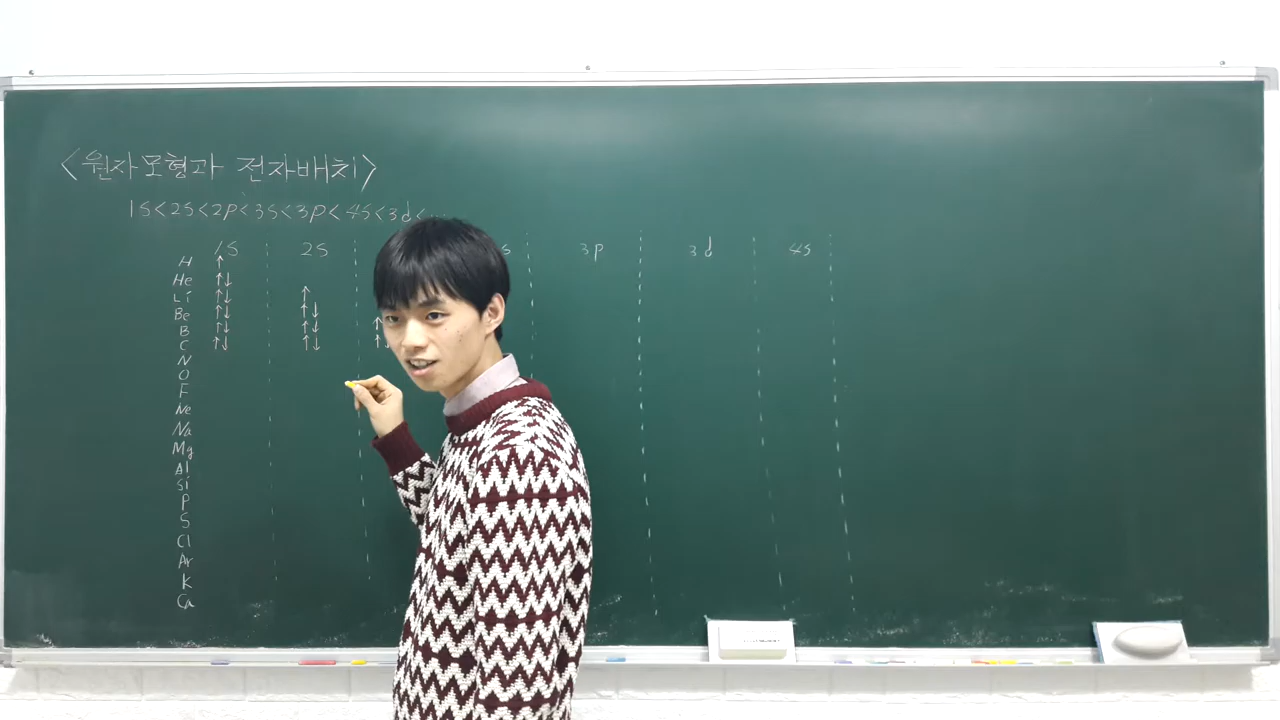 <원자모형과 전자배치>
1s<2s<2p<3s<3p<4s<3d<···
1s 2s s 3p 3d 4s
H ↑
He ↑↓
Li ↑↓ ↑
Be ↑↓ ↑↓
B ↑↓ ↑↓ ↑
C ↑↓ ↑↓ ↑↓
N
O
F
Ne
Na
Mg
Al
Si
P
S
Cl
Ar
K
Ca